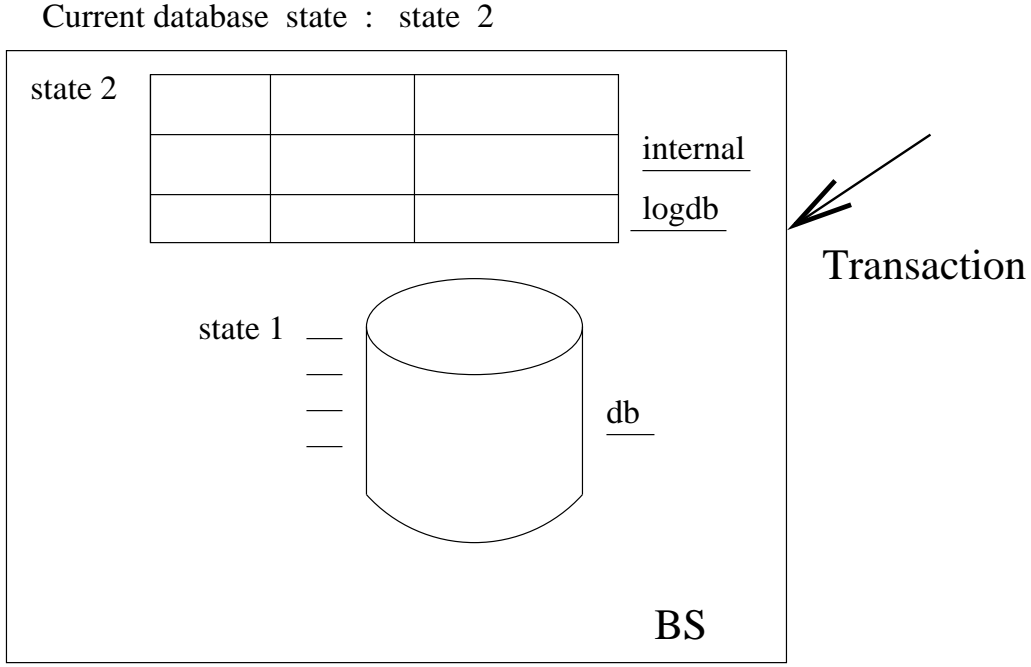 Current database state : state 2
state 2
internal
logdb
Transaction
state 1
db
BS